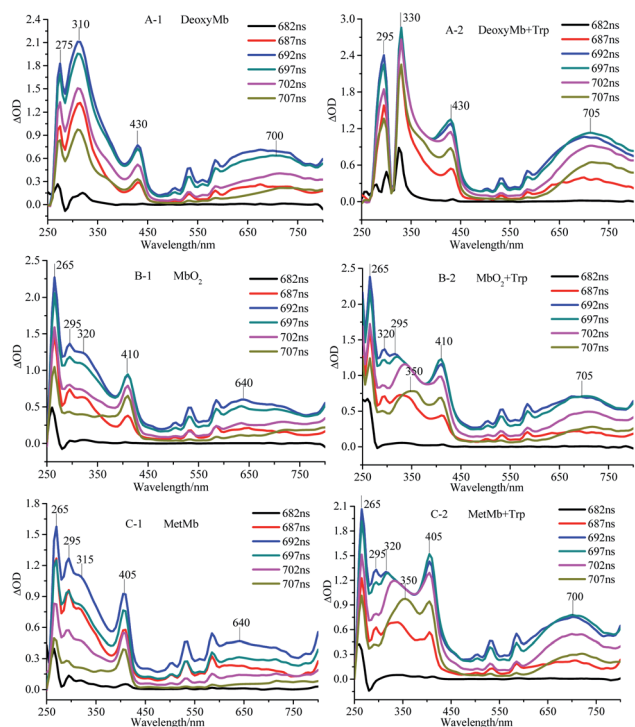 A-1 DeoxyMb
2.1
1.8
1.5
1.2
0.9
0.6
0.3
0.0
ΔOD
275
310
430
700
682ns
687ns
692ns
697ns
702ns
707ns
250 350 450 550 650 750
Wavelength/nm
A-2 DeoxyMb+Trp
3.0
2.4
1.8
1.2
0.6
0.0
ΔOD
295
330
430
705
682ns
687ns
692ns
697ns
702ns
707ns
250 350 450 550 650 750
Wavelength/nm
B-1 MbO2
2.5
2.0
1.5
1.0
0.5
0.0
ΔOD
265
295
320
410
640
682ns
687ns
692ns
697ns
702ns
707ns
250 350 450 550 650 750
Wavelength/nm
B-2 MbO2+Trp
2.5
2.0
1.5
1.0
0.5
0.0
ΔOD
265
320
295
350
410
705
682ns
687ns
692ns
697ns
702ns
707ns
250 350 450 550 650 750
Wavelength/nm
C-1 MetMb
1.8
1.5
1.2
0.9
0.6
0.3
0.0
ΔOD
265
295
315
405
640
682ns
687ns
692ns
697ns
702ns
707ns
250 350 450 550 650 750
Wavelength/nm
C-2 MetMb+Trp
2.1
1.8
1.5
1.2
0.9
0.6
0.3
0.0
ΔOD
265
295
320
350
405
700
682ns
687ns
692ns
697ns
702ns
707ns
250 350 450 550 650 750
Wavelength/nm